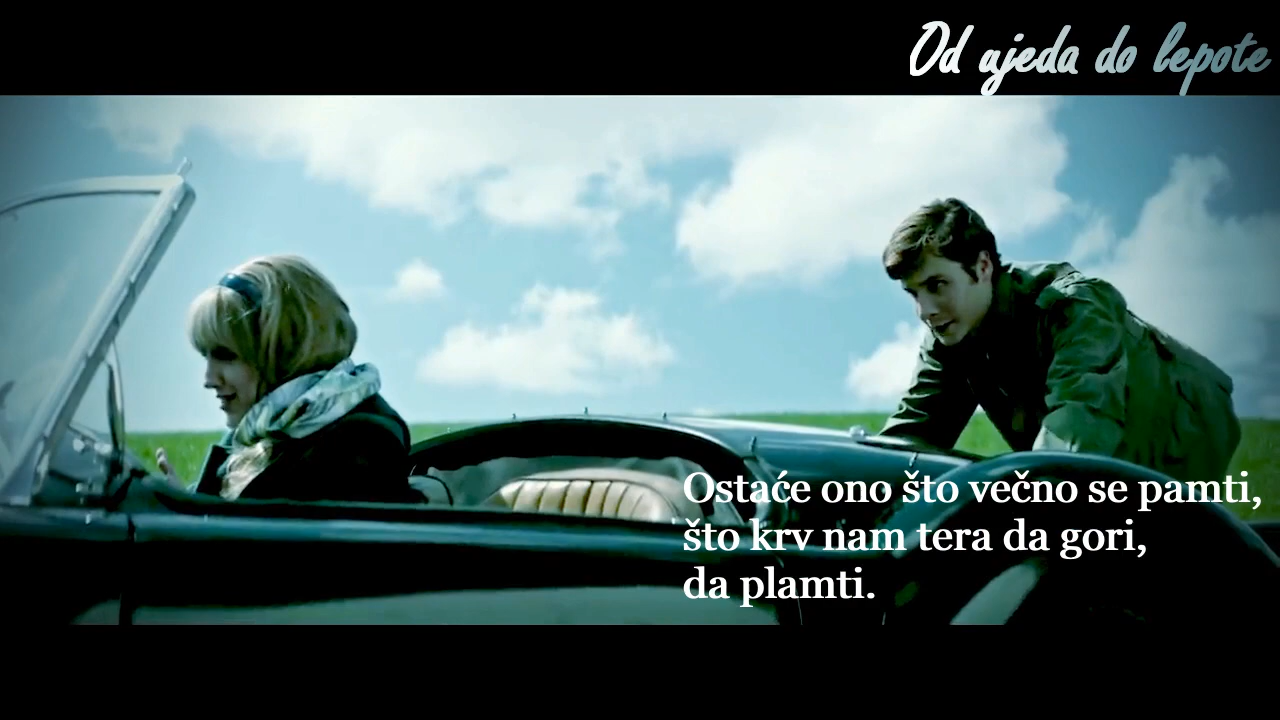 Od ujeda do lepote
Ostaće ono što večno se pamti,
što krv nam tera da gori,
da plamti.